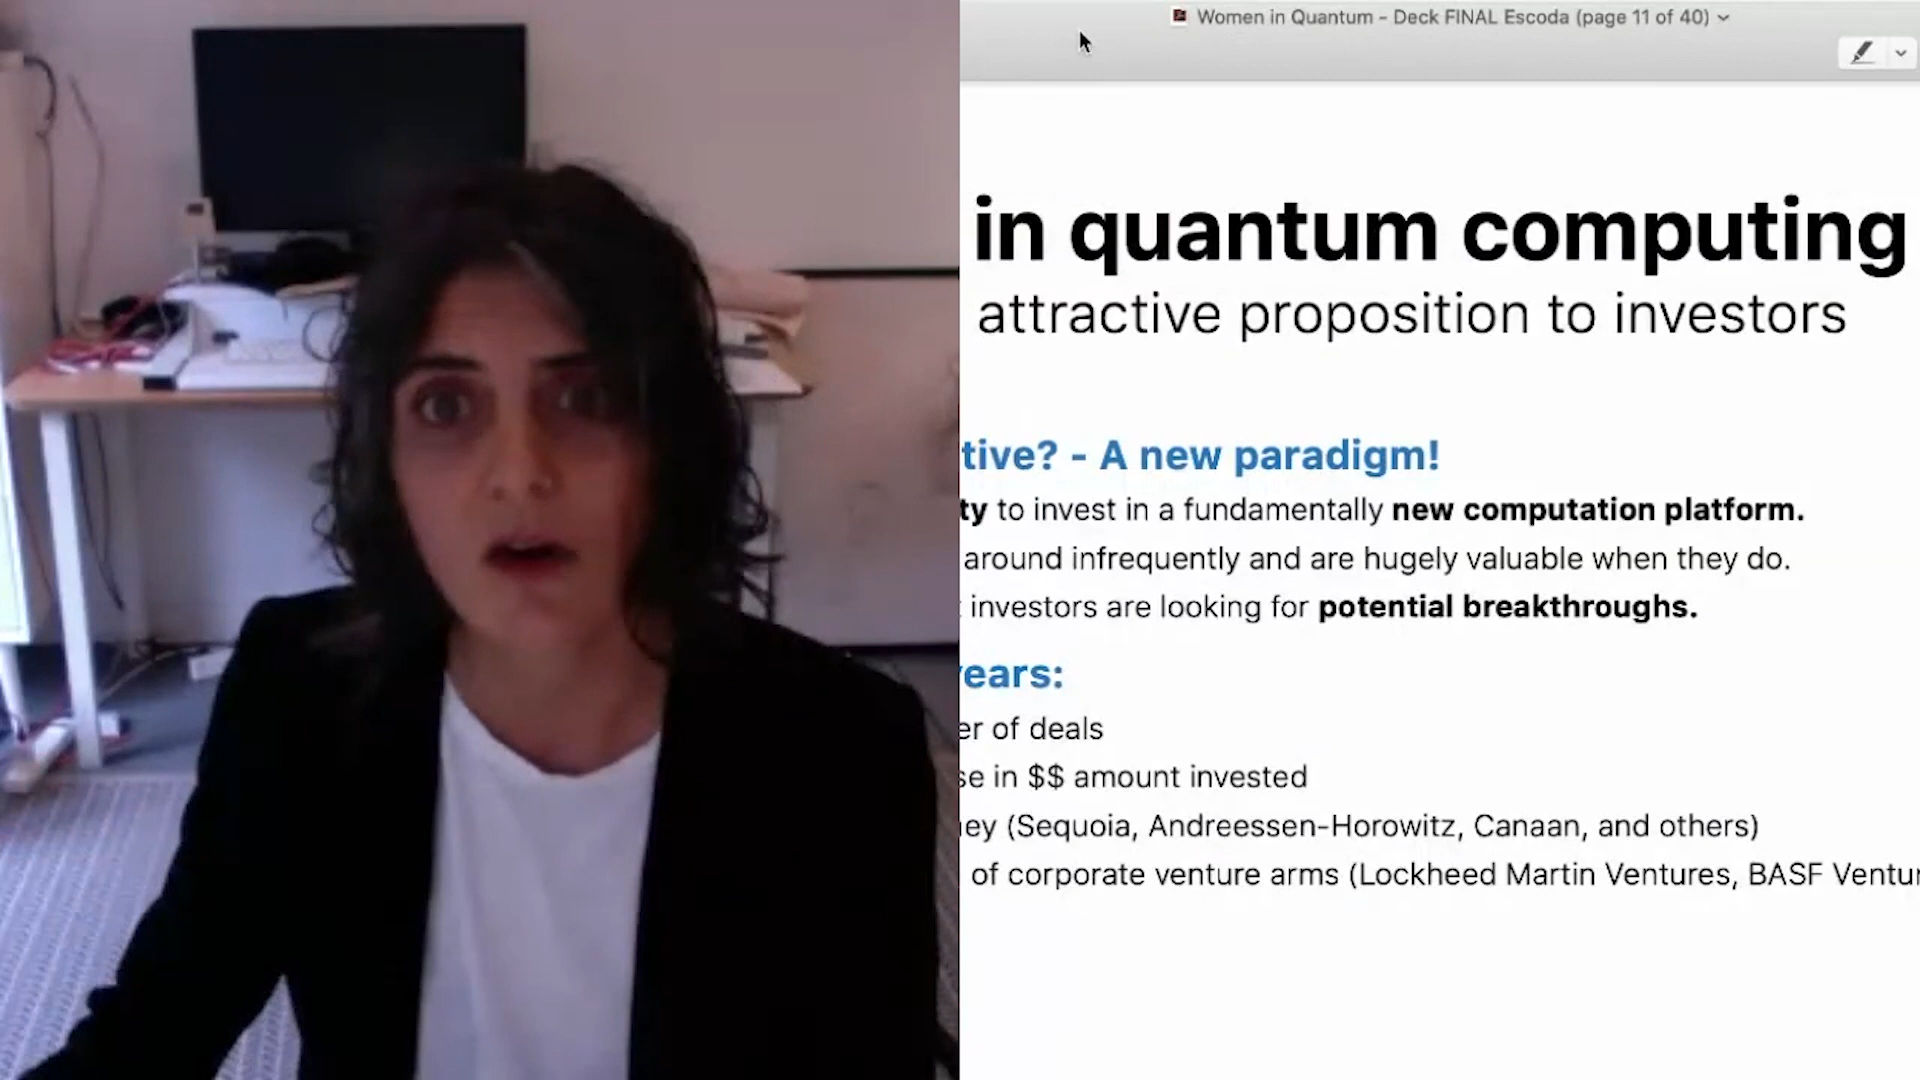 Women in Quantum - Deck FINAL Escoda (page 11 of 40)
in quantum computing
attractive proposition to investors
tive? - A new paradigm!
ty to invest in a fundamentally new computation platform.
around infrequently and are hugely valuable when they do.
investors are looking for potential breakthroughs.
years:
er of deals
se in $$ amount invested
ney (Sequoia, Andreessen-Horowitz, Canaan, and others)
of corporate venture arms (Lockheed Martin Ventures, BASF Ventur